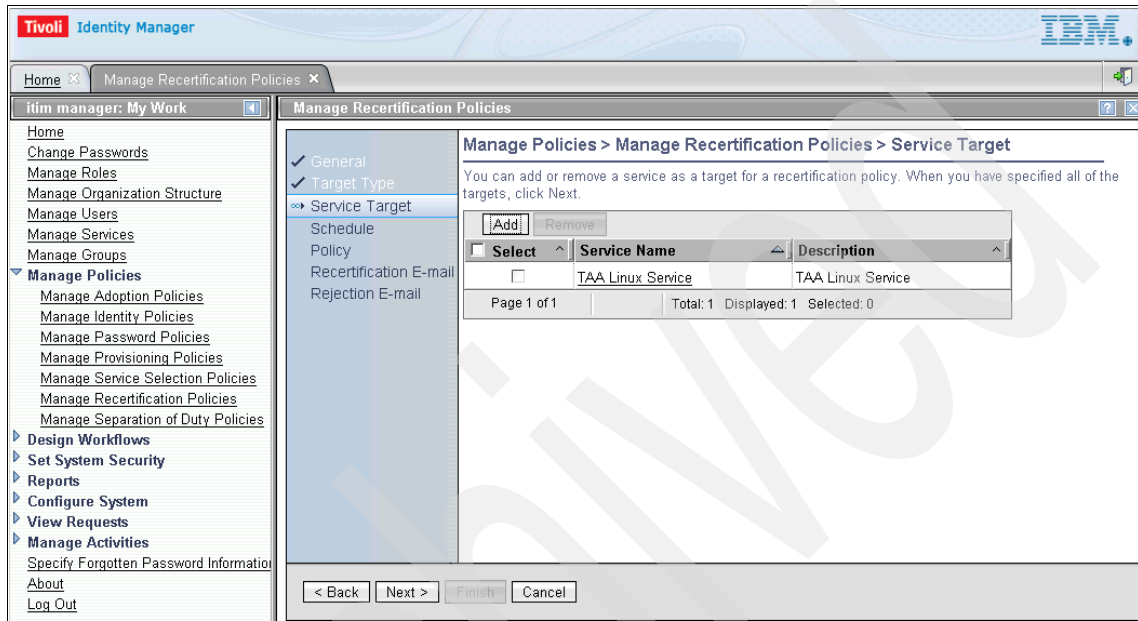 Tivoli Identity Manager
IBM.
Home
Manage Recertification Policies
itim manager: My Work
Home
Change Passwords
Manage Roles
Manage Organization Structure
Manage Users
Manage Services
Manage Groups
Manage Policies
Manage Adoption Policies
Manage Identity Policies
Manage Password Policies
Manage Provisioning Policies
Manage Service Selection Policies
Manage Recertification Policies
Manage Separation of Duty Policies
Design Workflows
Set System Security
Reports
Configure System
View Requests
Manage Activities
Specify Forgotten Password Informatio
About
Log Out
Manage Recertification Policies
General
Target Type
Service Target
Schedule
Policy
Recertification E-mail
Rejection E-mail
Manage Policies > Manage Recertification Policies > Service Target
You can add or remove a service as a target for a recertification policy. When you have specified all of the
targets, click Next.
Add Remove
Select Service Name Description
TAA Linux Service TAA Linux Service
Page 1 of 1 Total: 1 Displayed: 1 Selected: 0
< Back Next > Finish Cancel